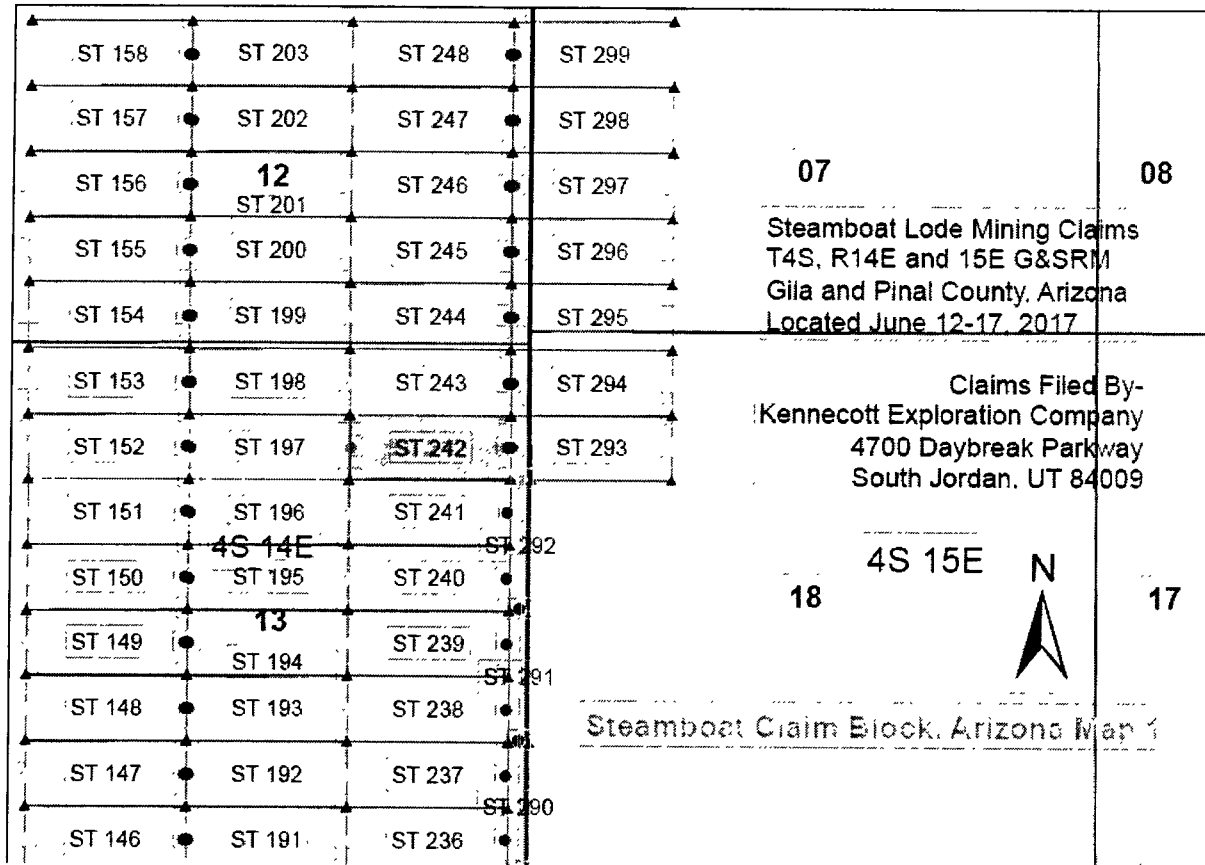 ST 158 ST 203 ST 248 ST 299
ST 157 ST 202 ST 247 ST 298
12 07 08
ST 156 ST 246 ST 297
ST 201
Steamboat Lode Mining Claims
ST 155 ST 200 ST 245 ST 296
T4S, R14E and 15E G&SRM
Gila and Pinal County, Arizona
ST 154 ST 199 ST 244 ST 295
Located June 12-17, 2017
ST 153 ST 198 ST 243 ST 294
Claims Filed By-
Kennecott Exploration Company
ST 152 ST 197 ST 242 ST 293
4700 Daybreak Parkway
South Jordan, UT 84009
ST 151 ST 196 ST 241
4S 14E ST 292
4S 15E N
ST 150 ST 195 ST 240
18 17
13
ST 149 ST 239
ST 194
ST 291
ST 148 ST 193 ST 238
Steamboat Claim Block, Arizona Map 1
ST 147 ST 192 ST 237
ST 290
ST 146 ST 191 ST 236